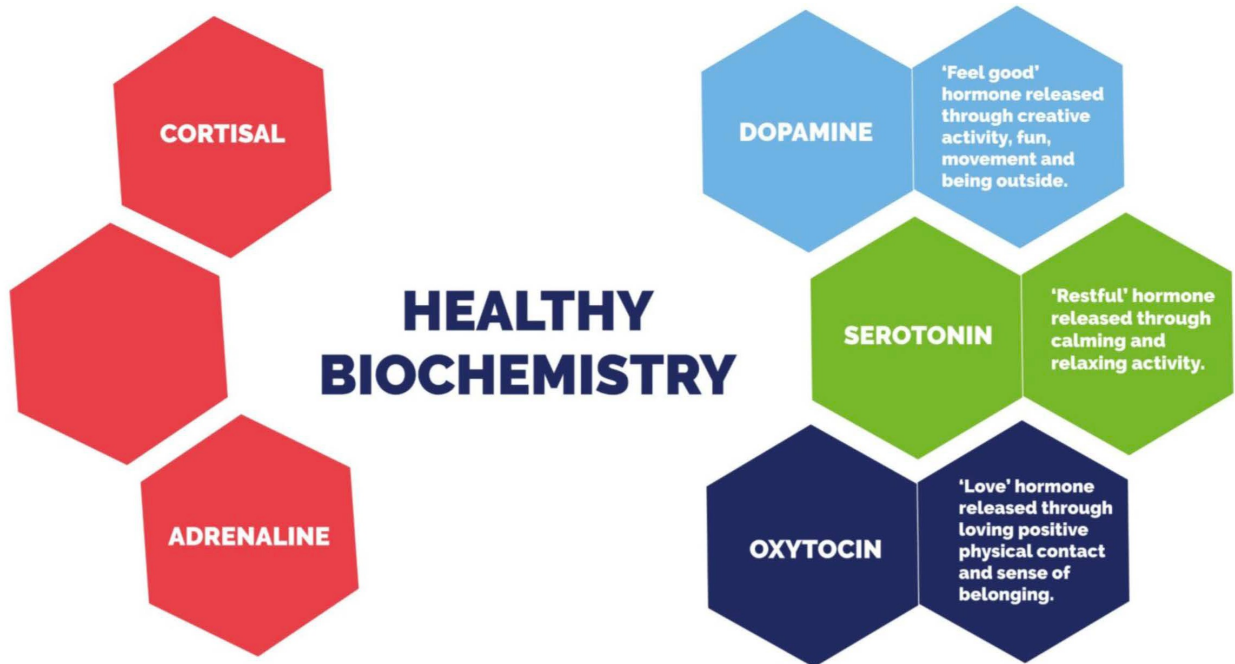 CORTISAL
ADRENALINE
HEALTHY
BIOCHEMISTRY
DOPAMINE
‘Feel good’
hormone released
through creative
activity, fun,
movement and
being outside.
SEROTONIN
‘Restful’ hormone
released through
calming and
relaxing activity.
OXYTOCIN
‘Love’ hormone
released through
loving positive
physical contact
and sense of
belonging.